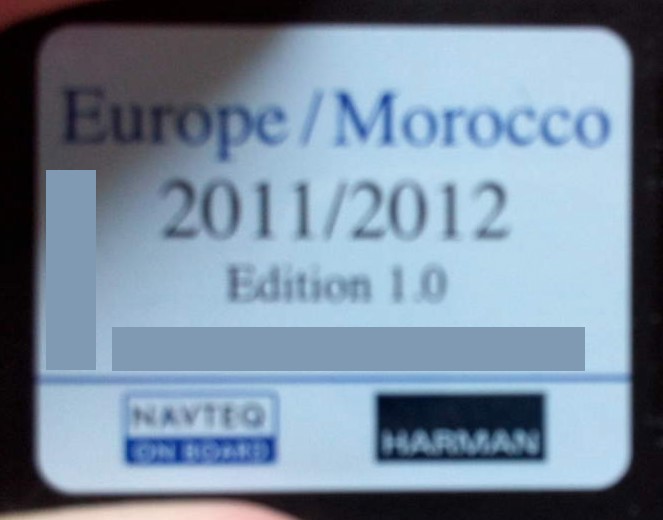 Europe / Morocco
2011/2012
Edition 1.0
NAVTEQ
ON BOARD
HARMAN